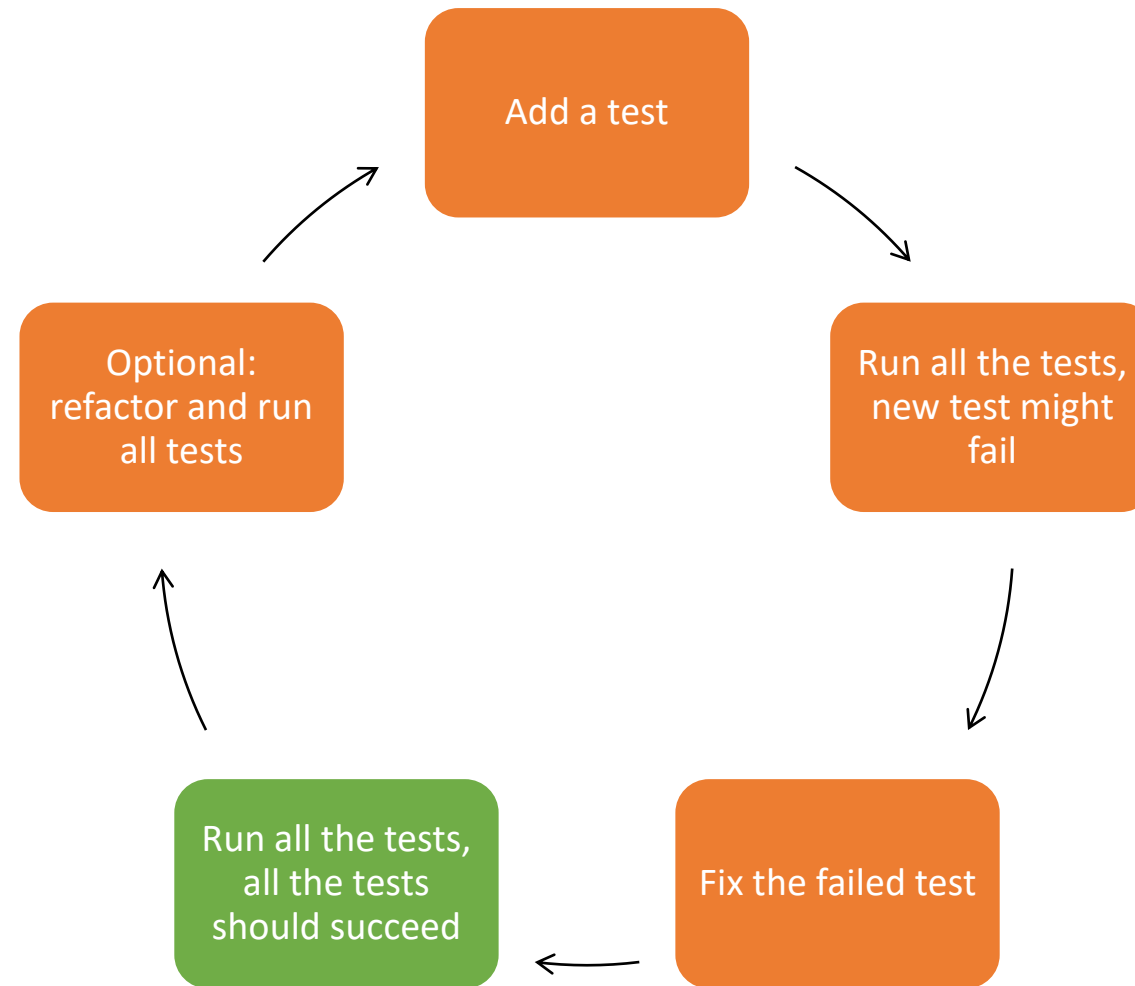 Add a test
Run all the tests,
new test might
fail
Fix the failed test
Run all the tests,
all the tests
should succeed
Optional:
refactor and run
all tests